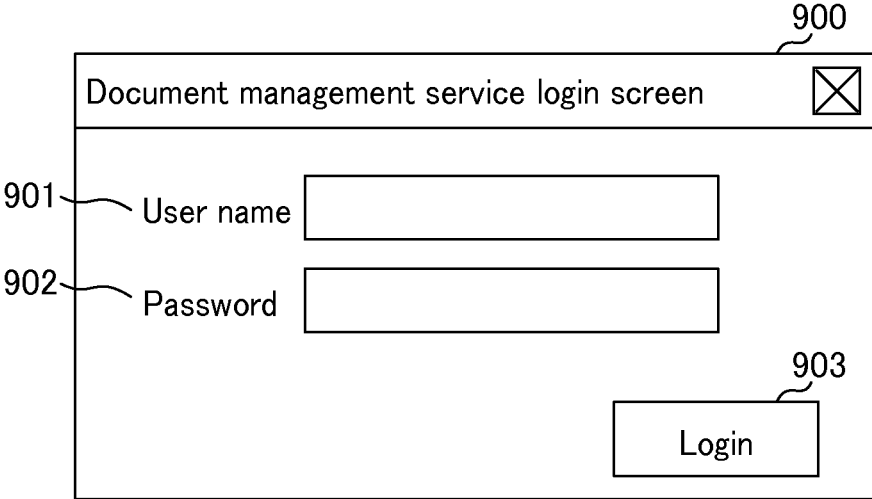 900
Document management service login screen
901 User name
902 Password
903
Login